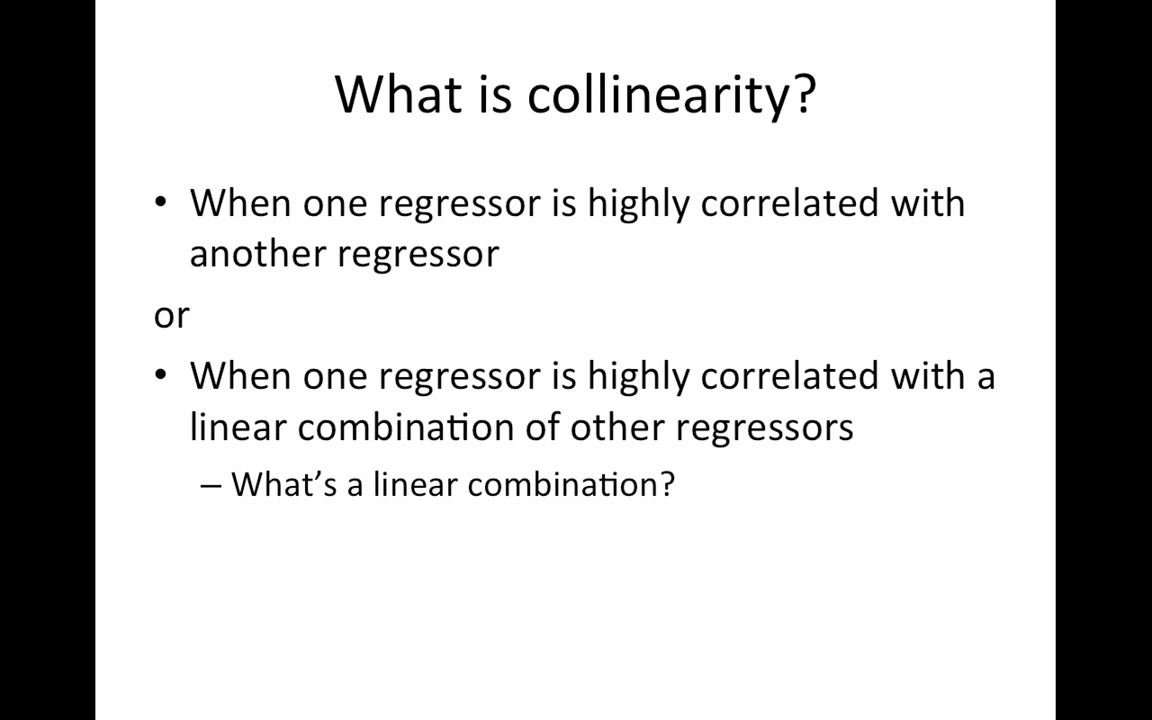 What is collinearity?
• When one regressor is highly correlated with
another regressor
or
• When one regressor is highly correlated with a
linear combination of other regressors
– What’s a linear combination?